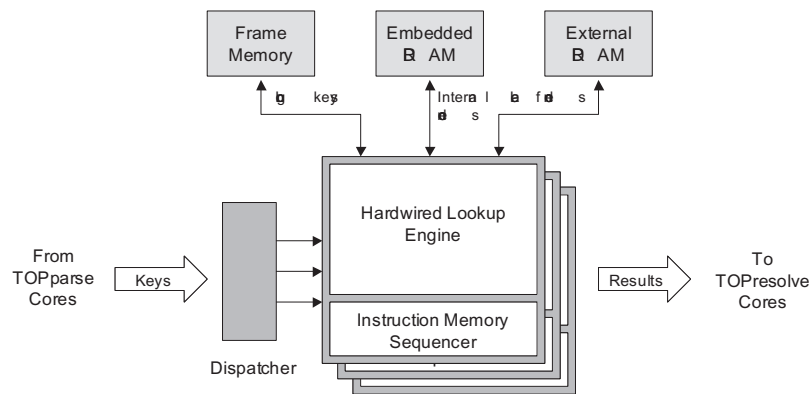 Frame
Memory
Embedded
External
keys
Hardwired Lookup
Engine
From
TOPparse
Cores
Keys
Results
To
TOPresolve
Cores
Instruction Memory
Sequencer
Dispatcher